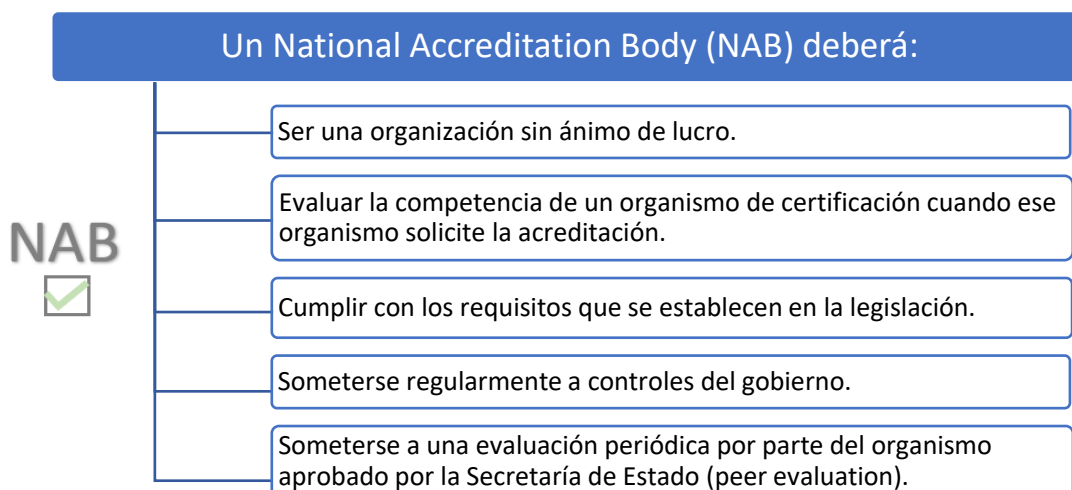 Un National Accreditation Body (NAB) deberá:
Ser una organización sin ánimo de lucro.
Evaluar la competencia de un organismo de certificación cuando ese
organismo solicite la acreditación.
NAB
Cumplir con los requisitos que se establecen en la legislación.
Someterse regularmente a controles del gobierno.
Someterse a una evaluación periódica por parte del organismo
aprobado por la Secretaría de Estado (peer evaluation).